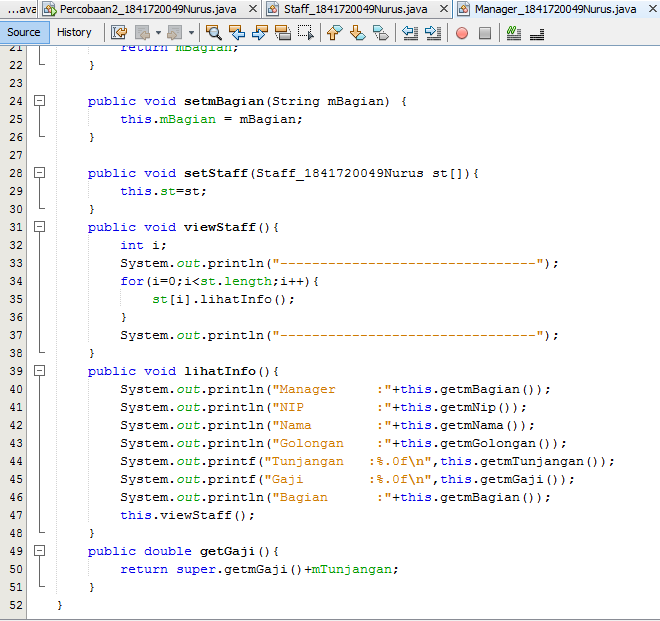 ...ava Percobaan2_1841720049Nurus.java Staff_1841720049Nurus.java Manager_1841720049Nurus.java
Source History
21 return mBagian;
22 }
23
24 public void setmBagian(String mBagian) {
25 this.mBagian = mBagian;
26 }
27
28 public void setStaff(Staff_1841720049Nurus st[]){
29 this.st=st;
30 }
31 public void viewStaff(){
32 int i;
33 System.out.println("--------------------------------");
34 for(i=0;i<st.length;i++){
35 st[i].lihatInfo();
36 }
37 System.out.println("--------------------------------");
38 }
39 public void lihatInfo(){
40 System.out.println("Manager     :"+this.getmBagian());
41 System.out.println("NIP         :"+this.getmNip());
42 System.out.println("Nama        :"+this.getmNama());
43 System.out.println("Golongan    :"+this.getmGolongan());
44 System.out.printf("Tunjangan   :%.0f\n",this.getmTunjangan());
45 System.out.printf("Gaji        :%.0f\n",this.getmGaji());
46 System.out.println("Bagian      :"+this.getmBagian());
47 this.viewStaff();
48 }
49 public double getGaji(){
50 return super.getmGaji()+mTunjangan;
51 }
52 }